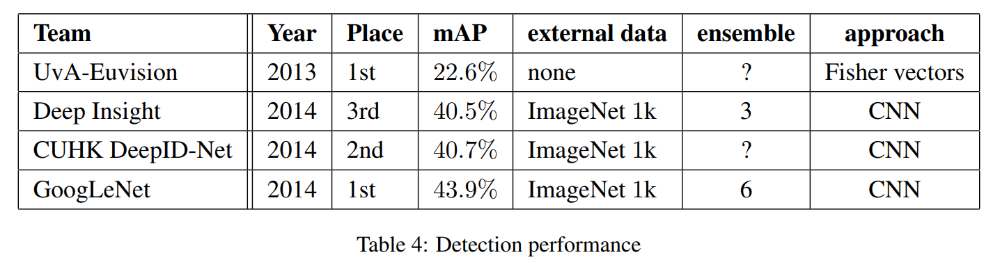 Team Year Place mAP external data ensemble approach
UvA-Euvision 2013 1st 22.6% none ? Fisher vectors
Deep Insight 2014 3rd 40.5% ImageNet 1k 3 CNN
CUHK DeepID-Net 2014 2nd 40.7% ImageNet 1k ? CNN
GoogLeNet 2014 1st 43.9% ImageNet 1k 6 CNN
Table 4: Detection performance